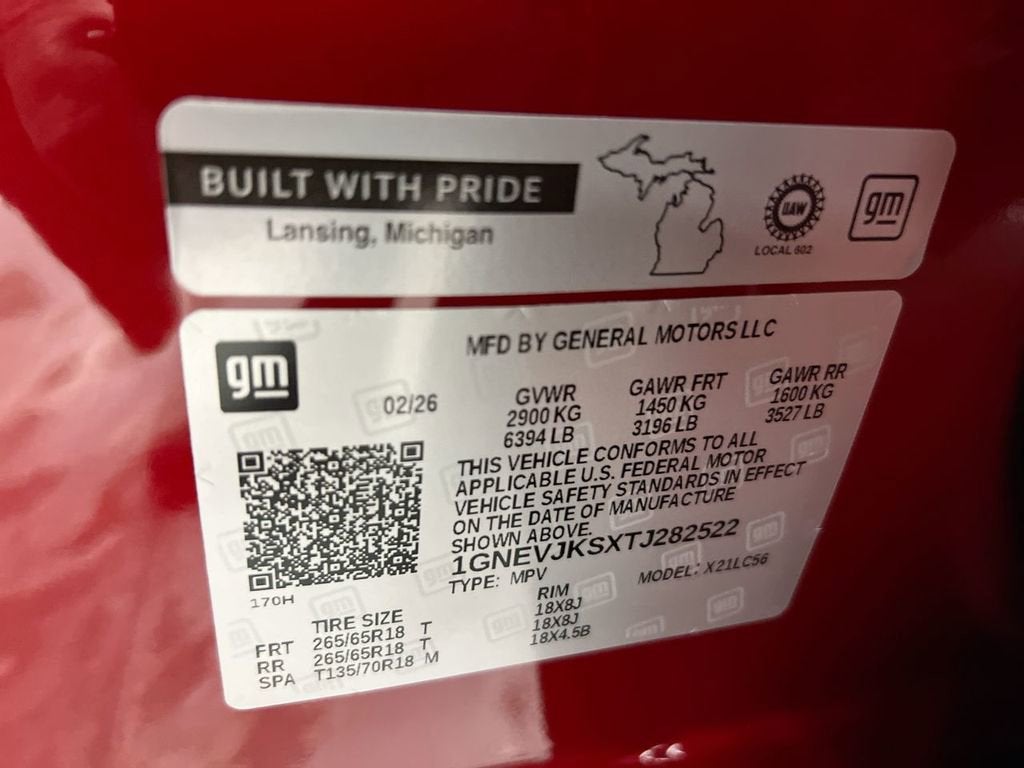 BUILT WITH PRIDE
Lansing, Michigan
UAW
LOCAL 602
gm
MFD BY GENERAL MOTORS LLC
gm
02/26
GVWR GAWR FRT GAWR RR
2900 KG 1450 KG 1600 KG
6394 LB 3196 LB 3527 LB
THIS VEHICLE CONFORMS TO ALL
APPLICABLE U.S. FEDERAL MOTOR
VEHICLE SAFETY STANDARDS IN EFFECT
ON THE DATE OF MANUFACTURE
SHOWN ABOVE.
1GNEVJKSXTJ282522
TYPE: MPV MODEL: X21LC56
170H
TIRE SIZE RIM
FRT 265/65R18 T 18X8J
RR 265/65R18 T 18X8J
SPA T135/70R18 M 18X4.5B